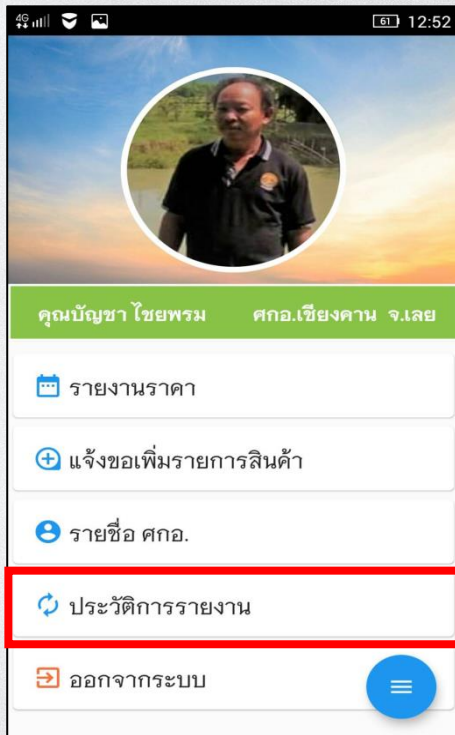 4G 61 12:52
คุณบัญชา ไชยพรม ศกอ.เชียงคาน จ.เลย
รายงานราคา
แจ้งขอเพิ่มรายการสินค้า
รายชื่อ ศกอ.
ประวัติการรายงาน
ออกจากระบบ